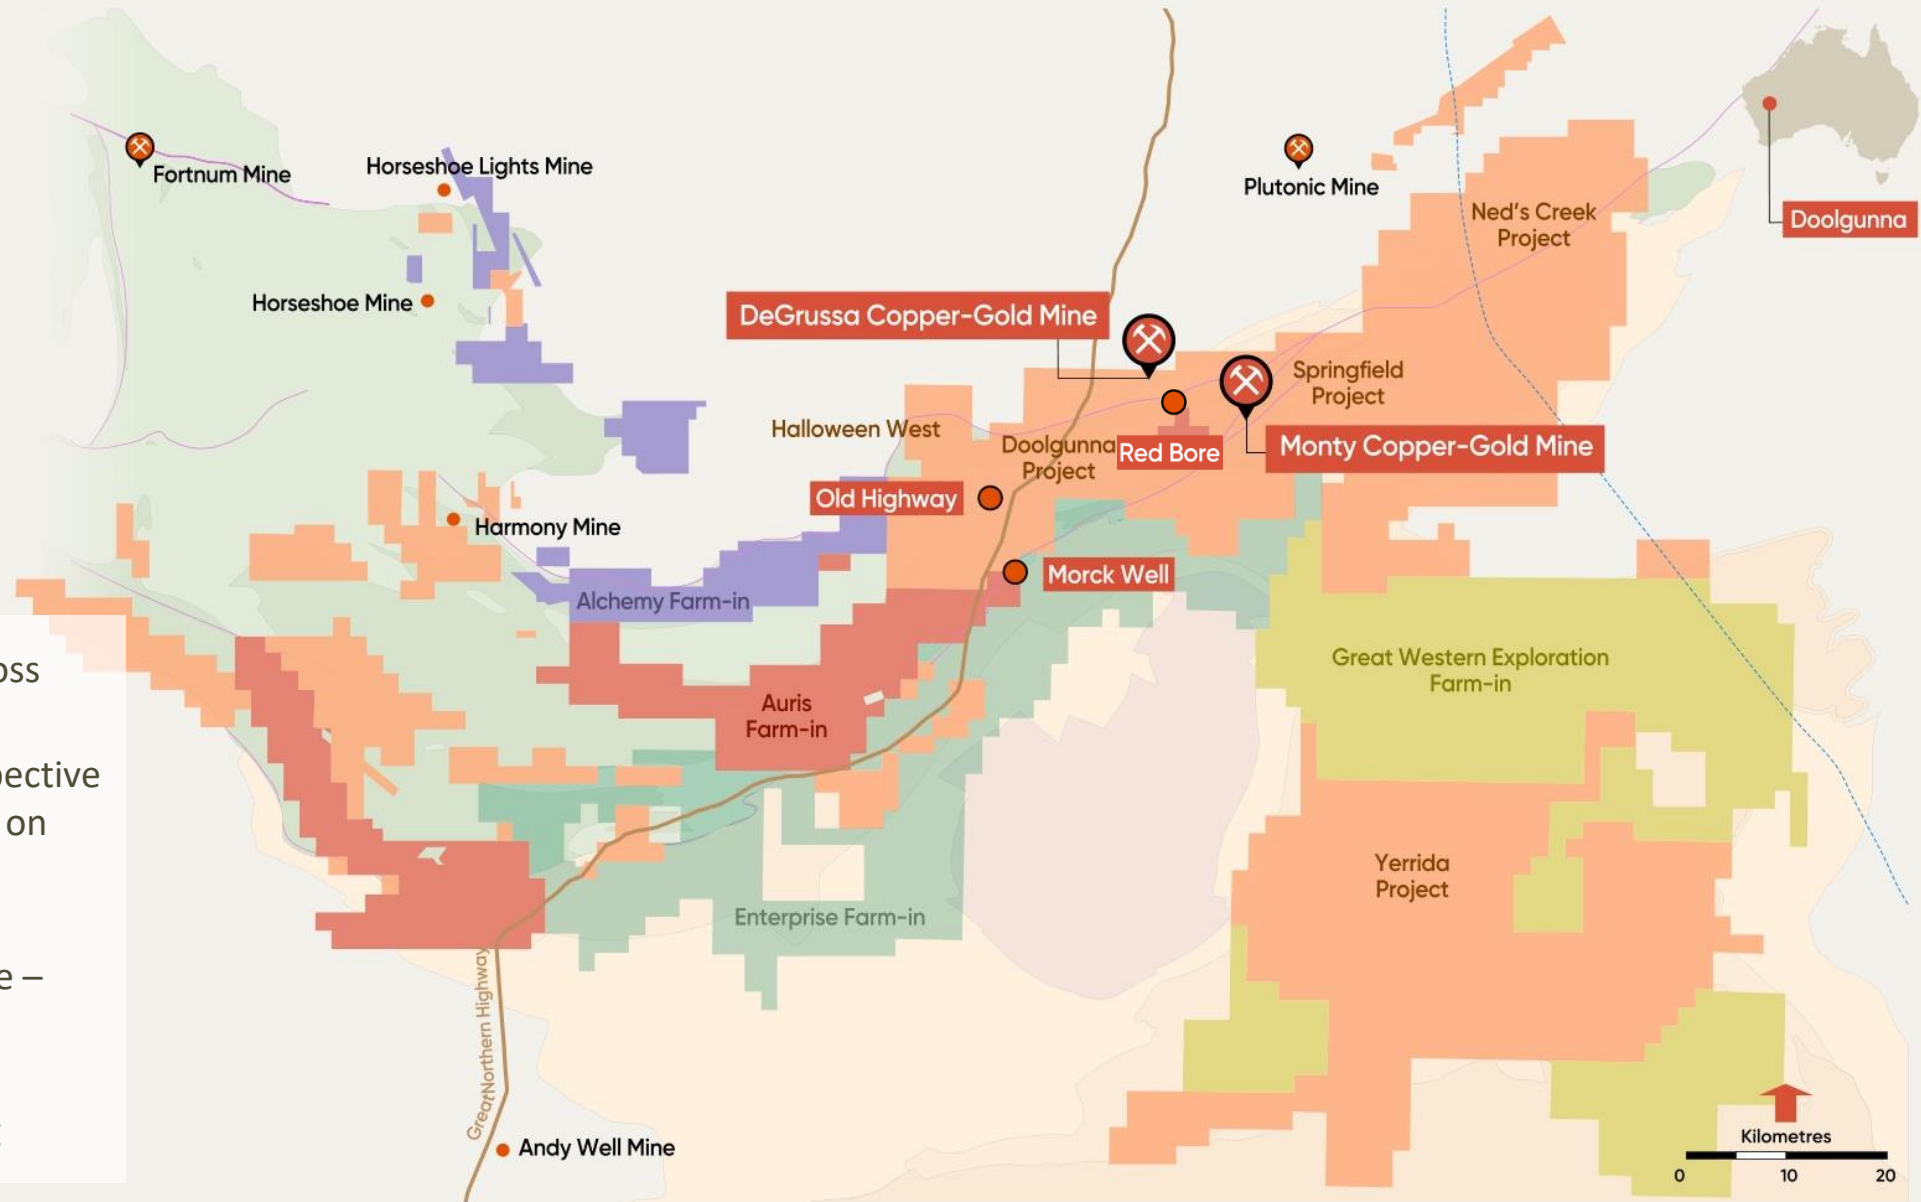 Fortnum Mine
Horseshoe Lights Mine
Horseshoe Mine
Plutonic Mine
Ned's Creek
Project
Doolgunna
DeGrussa Copper-Gold Mine
Springfield
Project
Halloween West
Doolgunna
Project
Red Bore
Monty Copper-Gold Mine
Old Highway
Harmony Mine
Morck Well
Alchemy Farm-in
Great Western Exploration
Farm-in
Auris
Farm-in
pective
on
Yerrida
Project
Enterprise Farm-in
e –
Great Northern Highway
Andy Well Mine
Kilometres
0 10 20